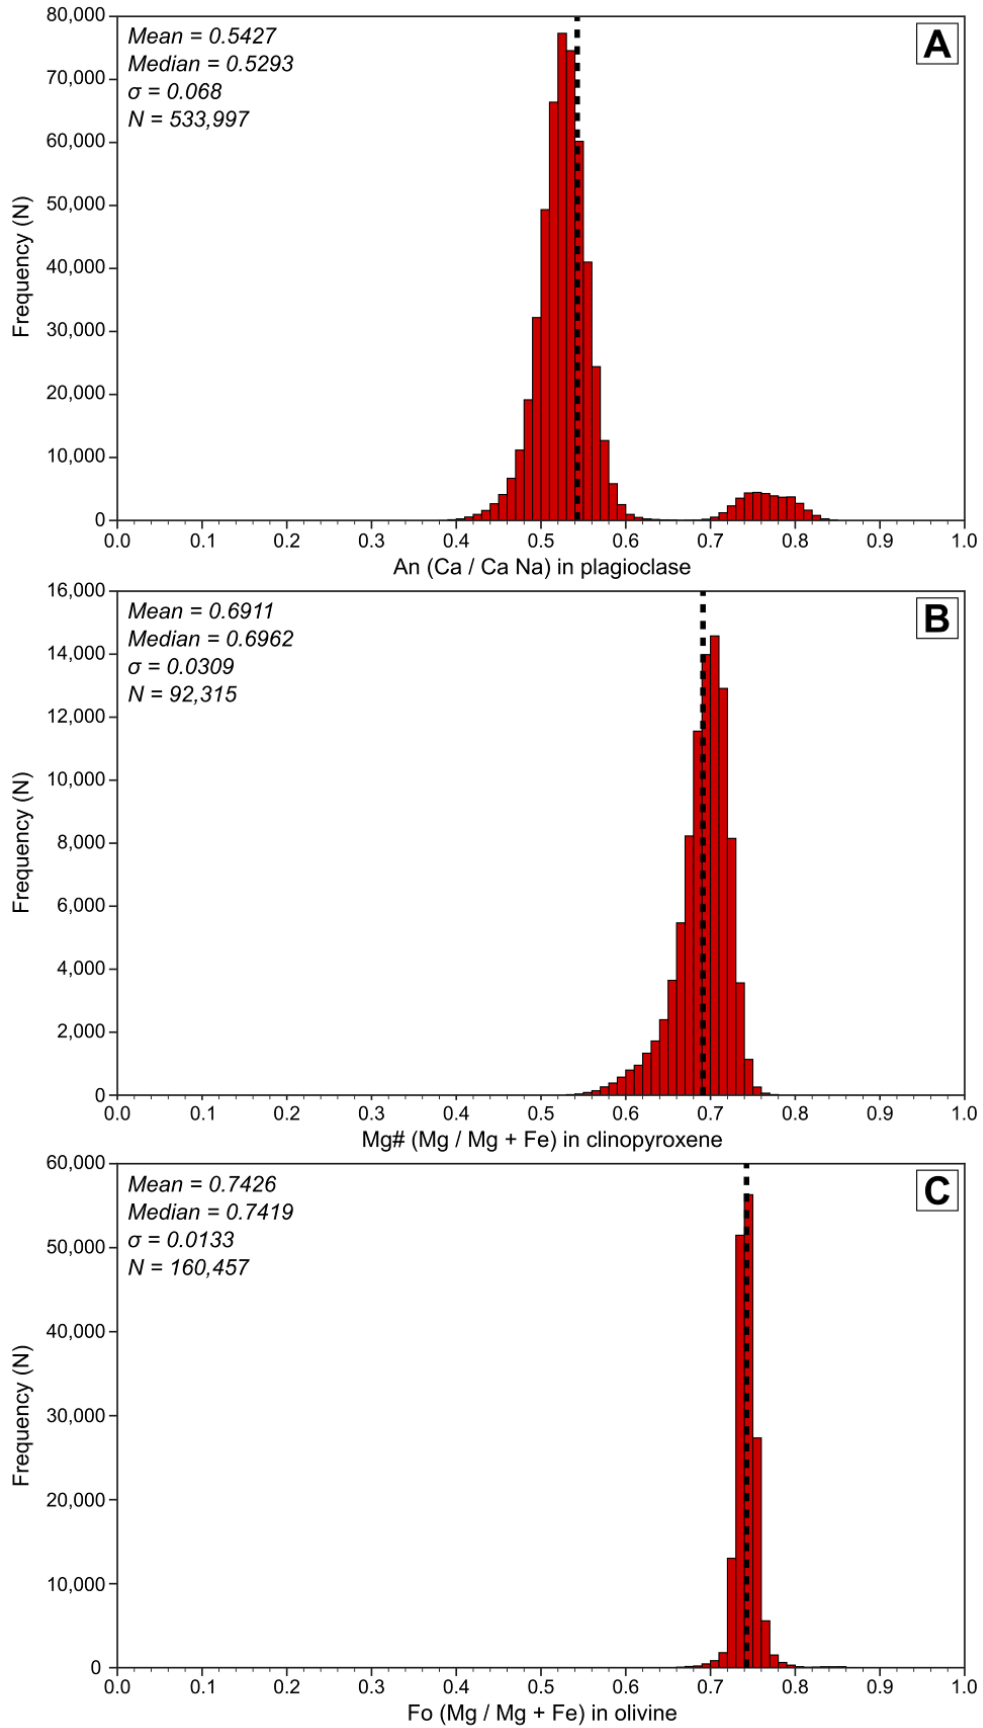 A
Mean = 0.5427
Median = 0.5293
σ = 0.068
N = 533,997
Frequency (N)
80,000
70,000
60,000
50,000
40,000
30,000
20,000
10,000
0
0.0 0.1 0.2 0.3 0.4 0.5 0.6 0.7 0.8 0.9 1.0
An (Ca / Ca Na) in plagioclase
B
Mean = 0.6911
Median = 0.6962
σ = 0.0309
N = 92,315
Frequency (N)
16,000
14,000
12,000
10,000
8,000
6,000
4,000
2,000
0
0.0 0.1 0.2 0.3 0.4 0.5 0.6 0.7 0.8 0.9 1.0
Mg# (Mg / Mg + Fe) in clinopyroxene
C
Mean = 0.7426
Median = 0.7419
σ = 0.0133
N = 160,457
Frequency (N)
60,000
50,000
40,000
30,000
20,000
10,000
0
0.0 0.1 0.2 0.3 0.4 0.5 0.6 0.7 0.8 0.9 1.0
Fo (Mg / Mg + Fe) in olivine